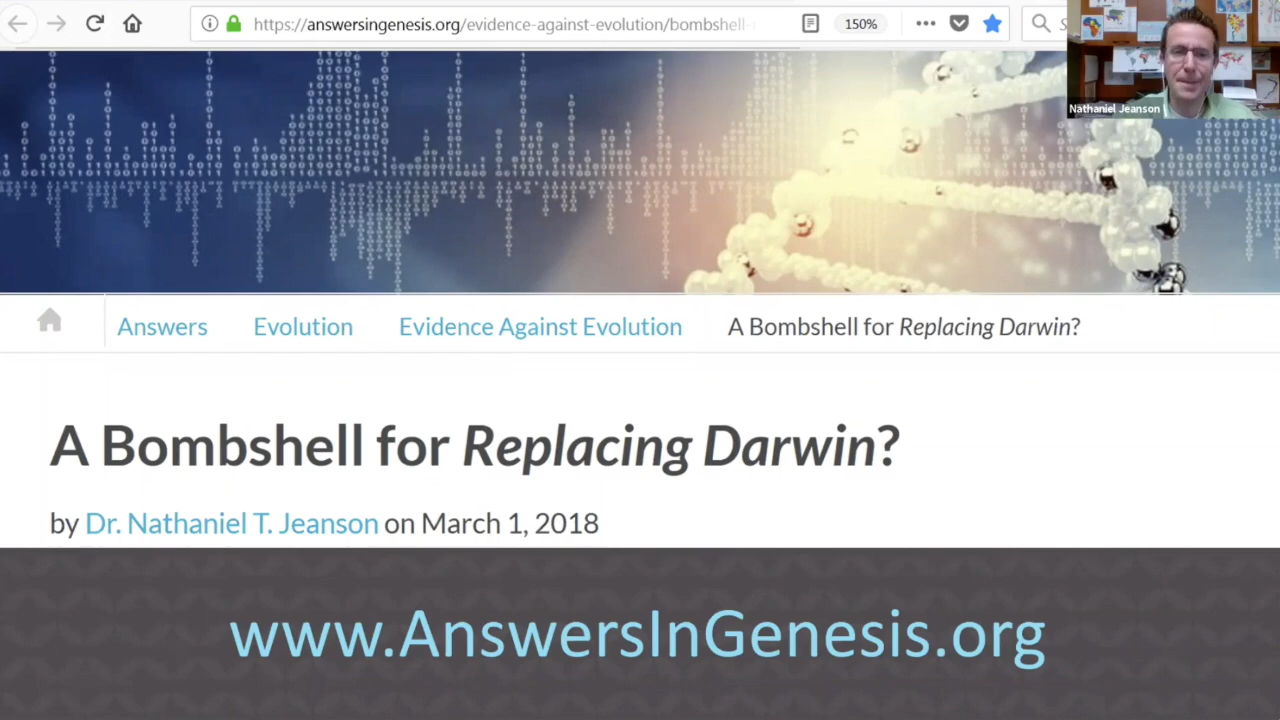 https://answersingenesis.org/evidence-against-evolution/bombshell-
150%
Nathaniel Jeanson
Answers Evolution Evidence Against Evolution A Bombshell for Replacing Darwin?
A Bombshell for Replacing Darwin?
by Dr. Nathaniel T. Jeanson on March 1, 2018
www.AnswersInGenesis.org